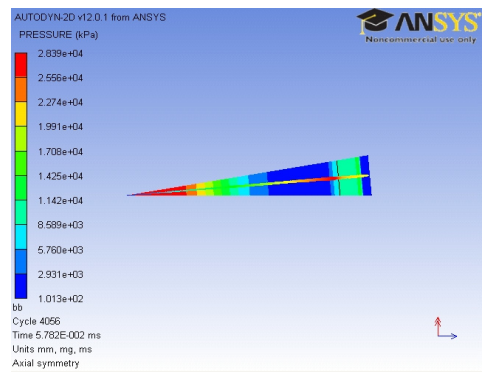 AUTODYN-2D v12.0.1 from ANSYS
ANSYS
Noncommercial use only
PRESSURE (kPa)
2.839e+04
2.556e+04
2.274e+04
1.991e+04
1.708e+04
1.425e+04
1.142e+04
8.589e+03
5.760e+03
2.931e+03
1.013e+02
bb
Cycle 4056
Time 5.782E-002 ms
Units mm, mg, ms
Axial symmetry